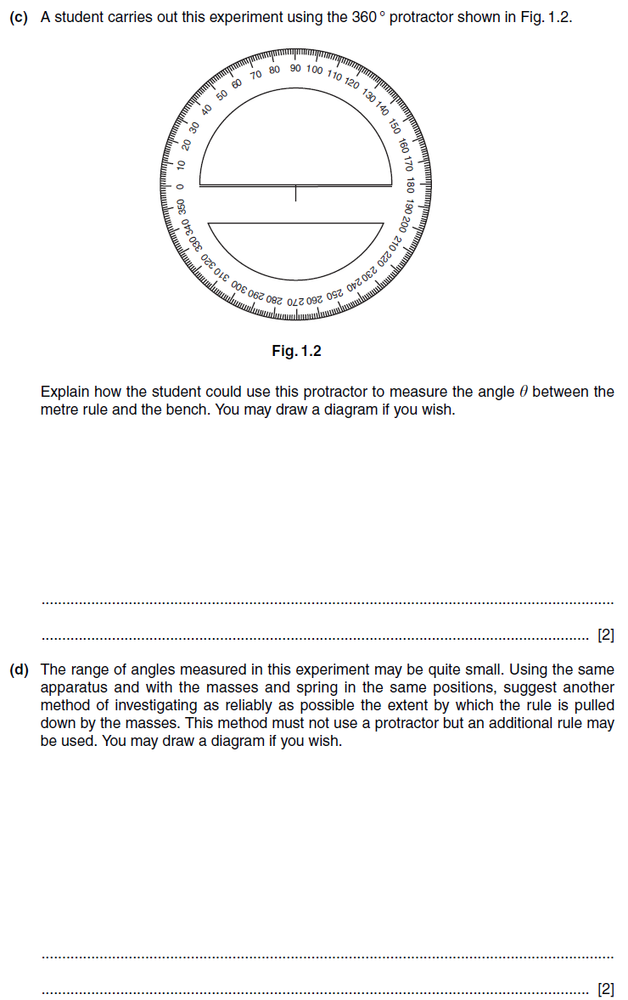 (c) A student carries out this experiment using the 360° protractor shown in Fig. 1.2.
0 10 20 30 40 50 60 70 80 90 100 110 120 130 140 150 160 170 180 190 200 210 220 230 240 250 260 270 280 290 300 310 320 330 340 350
Fig. 1.2
Explain how the student could use this protractor to measure the angle θ between the
metre rule and the bench. You may draw a diagram if you wish.
[2]
(d) The range of angles measured in this experiment may be quite small. Using the same
apparatus and with the masses and spring in the same positions, suggest another
method of investigating as reliably as possible the extent by which the rule is pulled
down by the masses. This method must not use a protractor but an additional rule may
be used. You may draw a diagram if you wish.
[2]